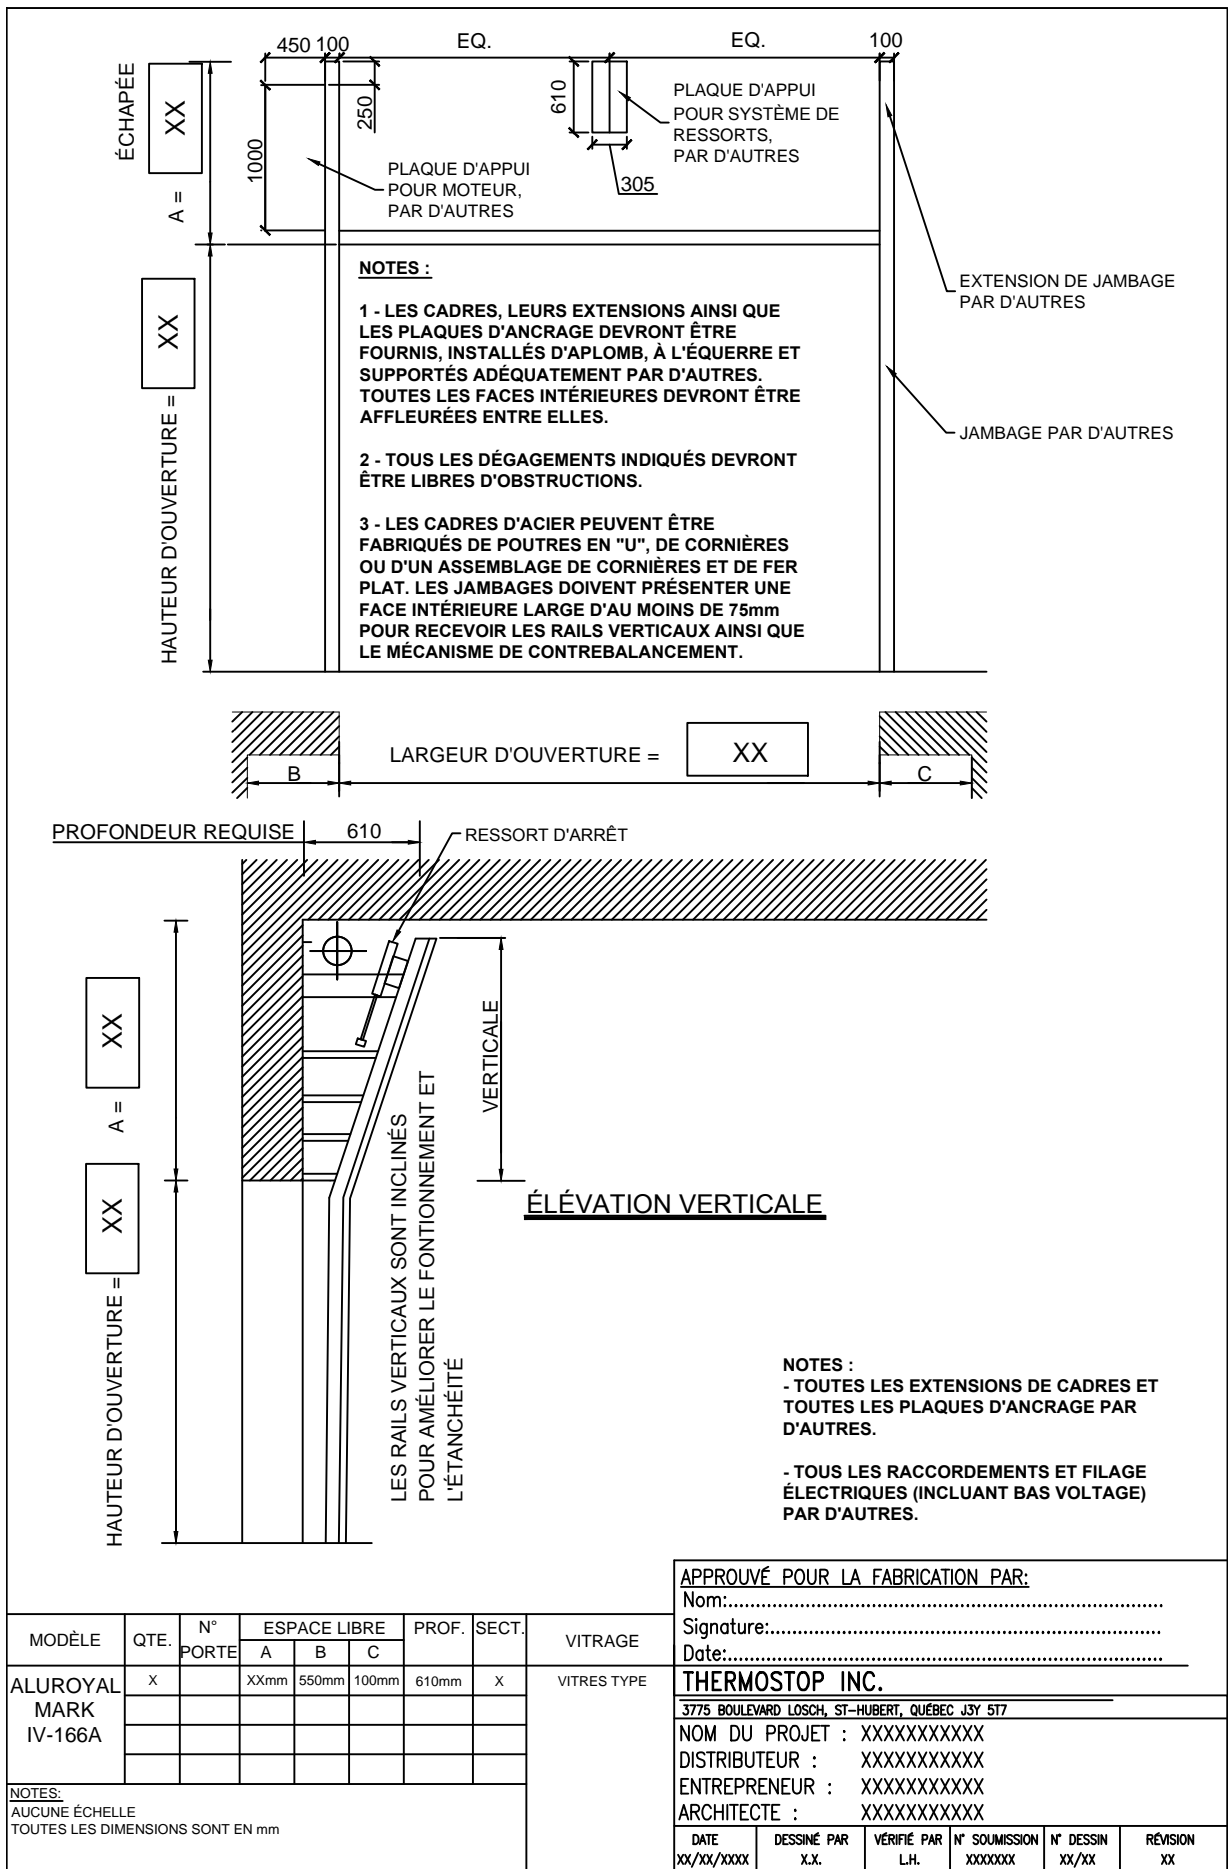 450 100 EQ. EQ. 100
ÉCHAPÉE
A =
XX
1000
250
610
PLAQUE D'APPUI
POUR SYSTÈME DE
RESSORTS,
PAR D'AUTRES
305
PLAQUE D'APPUI
POUR MOTEUR,
PAR D'AUTRES
EXTENSION DE JAMBAGE
PAR D'AUTRES
JAMBAGE PAR D'AUTRES
HAUTEUR D'OUVERTURE =
XX
NOTES :
1 - LES CADRES, LEURS EXTENSIONS AINSI QUE
LES PLAQUES D'ANCRAGE DEVRONT ÊTRE
FOURNIS, INSTALLÉS D'APLOMB, À L'ÉQUERRE ET
SUPPORTÉS ADÉQUATEMENT PAR D'AUTRES.
TOUTES LES FACES INTÉRIEURES DEVRONT ÊTRE
AFFLEURÉES ENTRE ELLES.
2 - TOUS LES DÉGAGEMENTS INDIQUÉS DEVRONT
ÊTRE LIBRES D'OBSTRUCTIONS.
3 - LES CADRES D'ACIER PEUVENT ÊTRE
FABRIQUÉS DE POUTRES EN "U", DE CORNIÈRES
OU D'UN ASSEMBLAGE DE CORNIÈRES ET DE FER
PLAT. LES JAMBAGES DOIVENT PRÉSENTER UNE
FACE INTÉRIEURE LARGE D'AU MOINS DE 75mm
POUR RECEVOIR LES RAILS VERTICAUX AINSI QUE
LE MÉCANISME DE CONTREBALANCEMENT.
LARGEUR D'OUVERTURE = XX
B C
PROFONDEUR REQUISE 610 RESSORT D'ARRÊT
A =
XX
HAUTEUR D'OUVERTURE =
XX
VERTICALE
LES RAILS VERTICAUX SONT INCLINÉS
POUR AMÉLIORER LE FONTIONNEMENT ET
L'ÉTANCHÉITÉ
ÉLÉVATION VERTICALE
NOTES :
- TOUTES LES EXTENSIONS DE CADRES ET
TOUTES LES PLAQUES D'ANCRAGE PAR
D'AUTRES.
- TOUS LES RACCORDEMENTS ET FILAGE
ÉLECTRIQUES (INCLUANT BAS VOLTAGE)
PAR D'AUTRES.
MODÈLE QTE. N° PORTE ESPACE LIBRE PROF. SECT. VITRAGE
A B C
ALUROYAL X XXmm 550mm 100mm 610mm X VITRES TYPE
MARK
IV-166A
NOTES:
AUCUNE ÉCHELLE
TOUTES LES DIMENSIONS SONT EN mm
APPROUVÉ POUR LA FABRICATION PAR:
Nom:
Signature:
Date:
THERMOSTOP INC.
3775 BOULEVARD LOSCH, ST-HUBERT, QUÉBEC J3Y 5T7
NOM DU PROJET : XXXXXXXXXXX
DISTRIBUTEUR : XXXXXXXXXXX
ENTREPRENEUR : XXXXXXXXXXX
ARCHITECTE : XXXXXXXXXXX
DATE DESSINÉ PAR VÉRIFIÉ PAR N° SOUMISSION N° DESSIN RÉVISION
XX/XX/XXXX X.X. L.H. XXXXXXX XX/XX XX